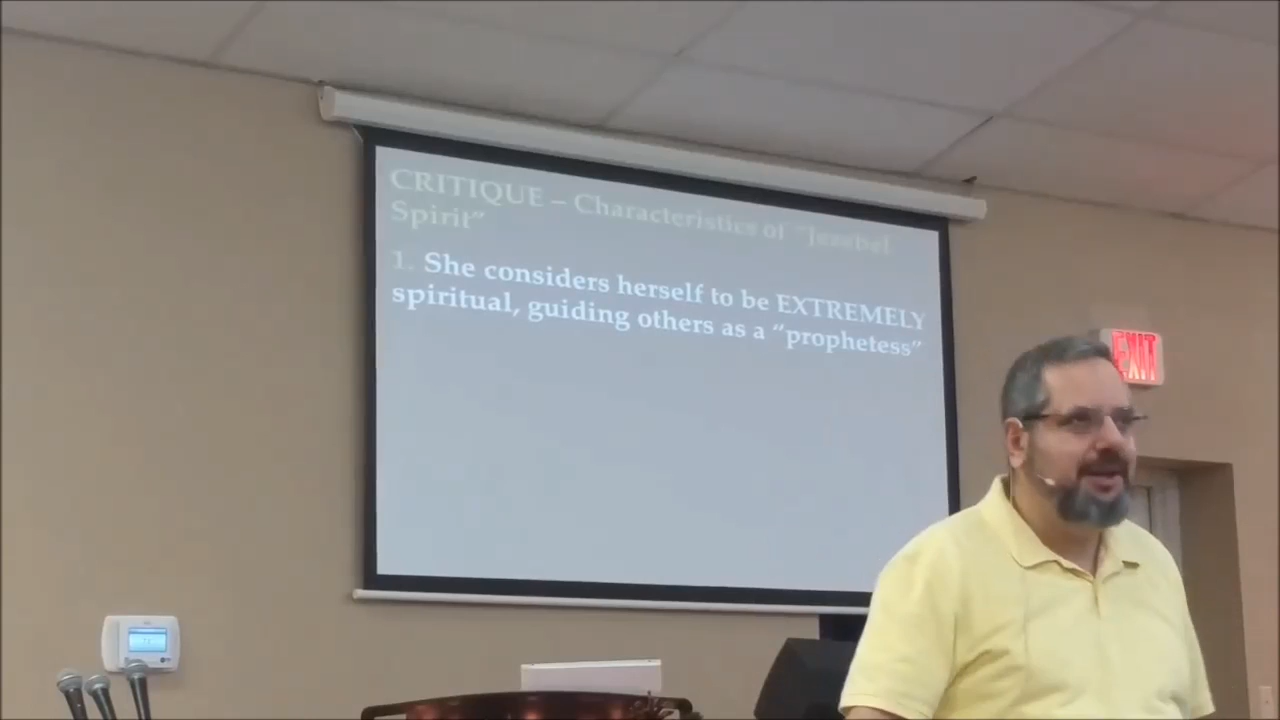 CRITIQUE – Characteristics of "Jezebel
Spirit"
1. She considers herself to be EXTREMELY
spiritual, guiding others as a "prophetess"
EXIT